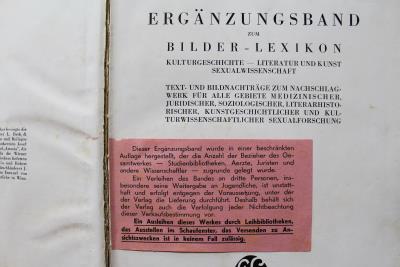 ERGÄNZUNGSBAND
ZUM
BILDER-LEXIKON
KULTURGESCHICHTE — LITERATUR UND KUNST
SEXUALWISSENSCHAFT
TEXT- UND BILDNACHTRÄGE ZUM NACHSCHLAG-
WERK FÜR ALLE GEBIETE MEDIZINISCHER,
JURIDISCHER, SOZIOLOGISCHER, LITERARHISTO-
RISCHER, KUNSTGESCHICHTLICHER UND KUL-
TURWISSENSCHAFTLICHER SEXUALFORSCHUNG
Dieser Ergänzungsband wurde in einer beschränkten
Auflage hergestellt, der die Anzahl der Bezieher des Ge-
samtwerkes — Studienbibliotheken, Aerzte, Juristen und
andere Wissenschaftler — zugrunde gelegt wurde.
Ein Verleihen des Bandes an dritte Personen, ins-
besondere seine Weitergabe an Jugendliche, ist unstatt-
haft und erfolgt entgegen der Voraussetzung, unter der
der Verlag die Lieferung durchführt. Deshalb behält sich
der Verlag auch die Verfolgung jeder Nichtbeachtung
dieser Verkaufsbestimmung vor.
Ein Ausleihen dieses Werkes durch Leihbibliotheken,
das Ausstellen im Schaufenster, das Versenden zu An-
sichtszwecken ist in keinem Fall zulässig.